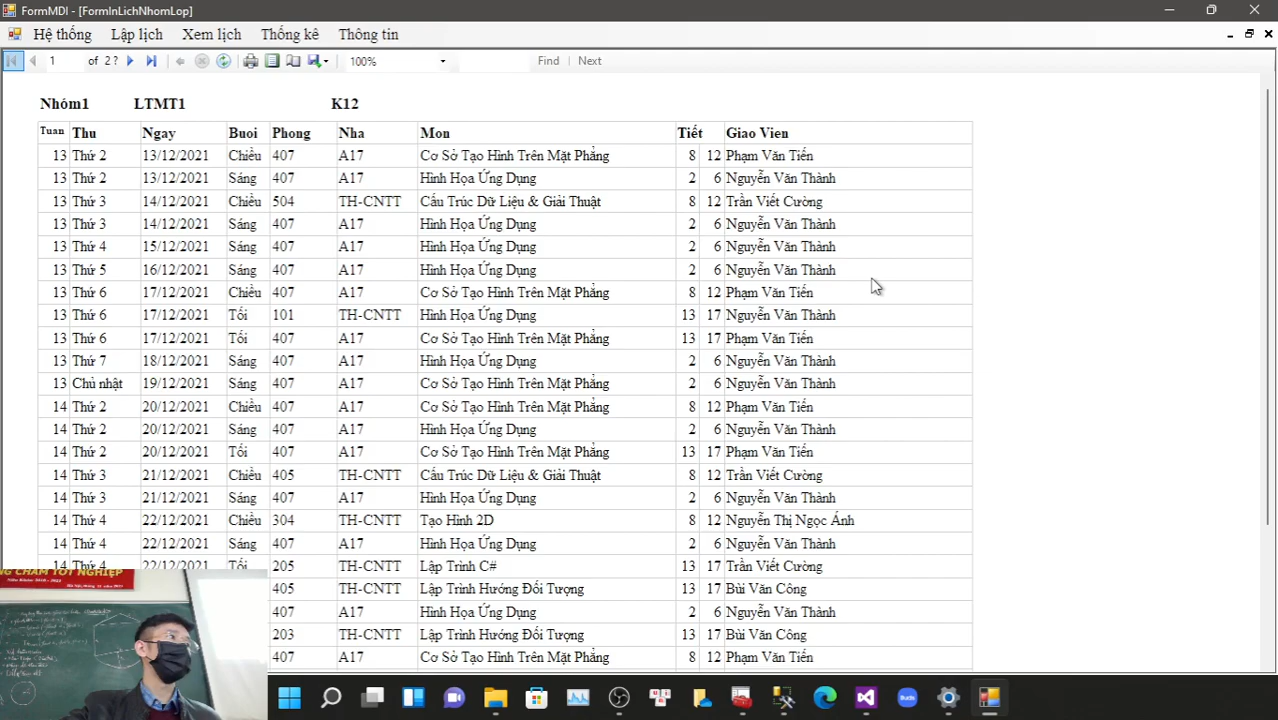 FormMDI - [FormInLichNhomLop]
Hệ thống Lập lịch Xem lịch Thống kê Thông tin
1 of 2 ? 100% Find | Next
Nhóm1 LTMT1 K12
Tuan Thu Ngay Buoi Phong Nha Mon Tiết Giao Vien
13 Thứ 2 13/12/2021 Chiều 407 A17 Cơ Sở Tạo Hình Trên Mặt Phẳng 8 12 Phạm Văn Tiến
13 Thứ 2 13/12/2021 Sáng 407 A17 Hình Họa Ứng Dụng 2 6 Nguyễn Văn Thành
13 Thứ 3 14/12/2021 Chiều 504 TH-CNTT Cấu Trúc Dữ Liệu & Giải Thuật 8 12 Trần Viết Cường
13 Thứ 3 14/12/2021 Sáng 407 A17 Hình Họa Ứng Dụng 2 6 Nguyễn Văn Thành
13 Thứ 4 15/12/2021 Sáng 407 A17 Hình Họa Ứng Dụng 2 6 Nguyễn Văn Thành
13 Thứ 5 16/12/2021 Sáng 407 A17 Hình Họa Ứng Dụng 2 6 Nguyễn Văn Thành
13 Thứ 6 17/12/2021 Chiều 407 A17 Cơ Sở Tạo Hình Trên Mặt Phẳng 8 12 Phạm Văn Tiến
13 Thứ 6 17/12/2021 Tối 101 TH-CNTT Hình Họa Ứng Dụng 13 17 Nguyễn Văn Thành
13 Thứ 6 17/12/2021 Tối 407 A17 Cơ Sở Tạo Hình Trên Mặt Phẳng 13 17 Phạm Văn Tiến
13 Thứ 7 18/12/2021 Sáng 407 A17 Hình Họa Ứng Dụng 2 6 Nguyễn Văn Thành
13 Chủ nhật 19/12/2021 Sáng 407 A17 Cơ Sở Tạo Hình Trên Mặt Phẳng 2 6 Nguyễn Văn Thành
14 Thứ 2 20/12/2021 Chiều 407 A17 Cơ Sở Tạo Hình Trên Mặt Phẳng 8 12 Phạm Văn Tiến
14 Thứ 2 20/12/2021 Sáng 407 A17 Hình Họa Ứng Dụng 2 6 Nguyễn Văn Thành
14 Thứ 2 20/12/2021 Tối 407 A17 Cơ Sở Tạo Hình Trên Mặt Phẳng 13 17 Phạm Văn Tiến
14 Thứ 3 21/12/2021 Chiều 405 TH-CNTT Cấu Trúc Dữ Liệu & Giải Thuật 8 12 Trần Viết Cường
14 Thứ 3 21/12/2021 Sáng 407 A17 Hình Họa Ứng Dụng 2 6 Nguyễn Văn Thành
14 Thứ 4 22/12/2021 Chiều 304 TH-CNTT Tạo Hình 2D 8 12 Nguyễn Thị Ngọc Ánh
14 Thứ 4 22/12/2021 Sáng 407 A17 Hình Họa Ứng Dụng 2 6 Nguyễn Văn Thành
14 Thứ 4 22/12/2021 Tối 205 TH-CNTT Lập Trình C# 13 17 Trần Viết Cường
405 TH-CNTT Lập Trình Hướng Đối Tượng 13 17 Bùi Văn Công
407 A17 Hình Họa Ứng Dụng 2 6 Nguyễn Văn Thành
203 TH-CNTT Lập Trình Hướng Đối Tượng 13 17 Bùi Văn Công
407 A17 Cơ Sở Tạo Hình Trên Mặt Phẳng 8 12 Phạm Văn Tiến
NG CHẤM TỐT NGHIỆP